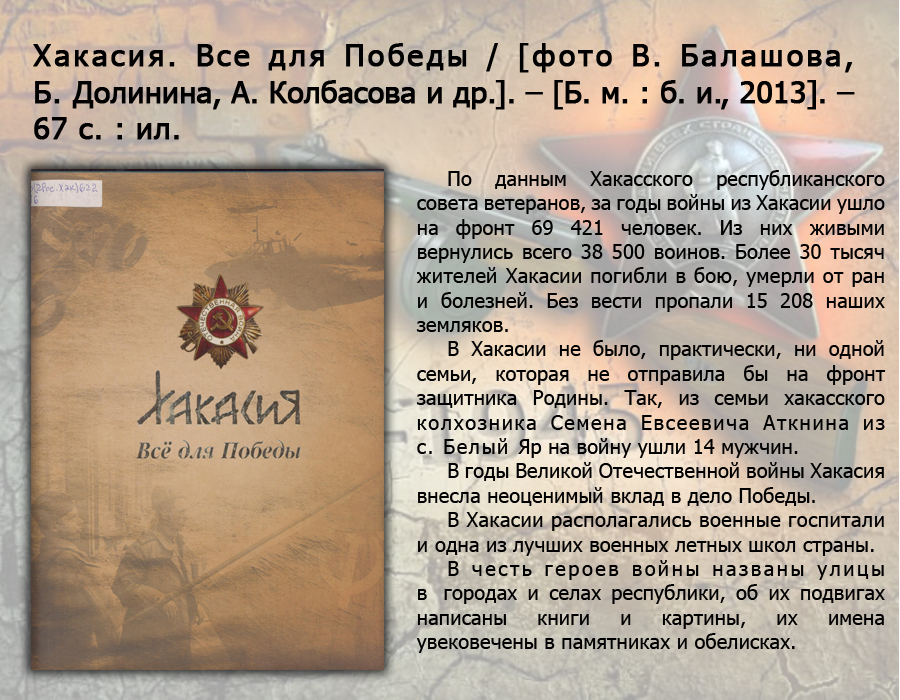 Хакасия. Все для Победы / [фото В. Балашова,
Б. Долинина, А. Колбасова и др.]. – [Б. м. : б. и., 2013]. –
67 с. : ил.
ОТЕЧЕСТВЕННАЯ ВОЙНА
Хакасия
Всё для Победы
По данным Хакасского республиканского
совета ветеранов, за годы войны из Хакасии ушло
на фронт 69 421 человек. Из них живыми
вернулись всего 38 500 воинов. Более 30 тысяч
жителей Хакасии погибли в бою, умерли от ран
и болезней. Без вести пропали 15 208 наших
земляков.
В Хакасии не было, практически, ни одной
семьи, которая не отправила бы на фронт
защитника Родины. Так, из семьи хакасского
колхозника Семена Евсеевича Аткнина из
с. Белый Яр на войну ушли 14 мужчин.
В годы Великой Отечественной войны Хакасия
внесла неоценимый вклад в дело Победы.
В Хакасии располагались военные госпитали
и одна из лучших военных летных школ страны.
В честь героев войны названы улицы
в городах и селах республики, об их подвигах
написаны книги и картины, их имена
увековечены в памятниках и обелисках.